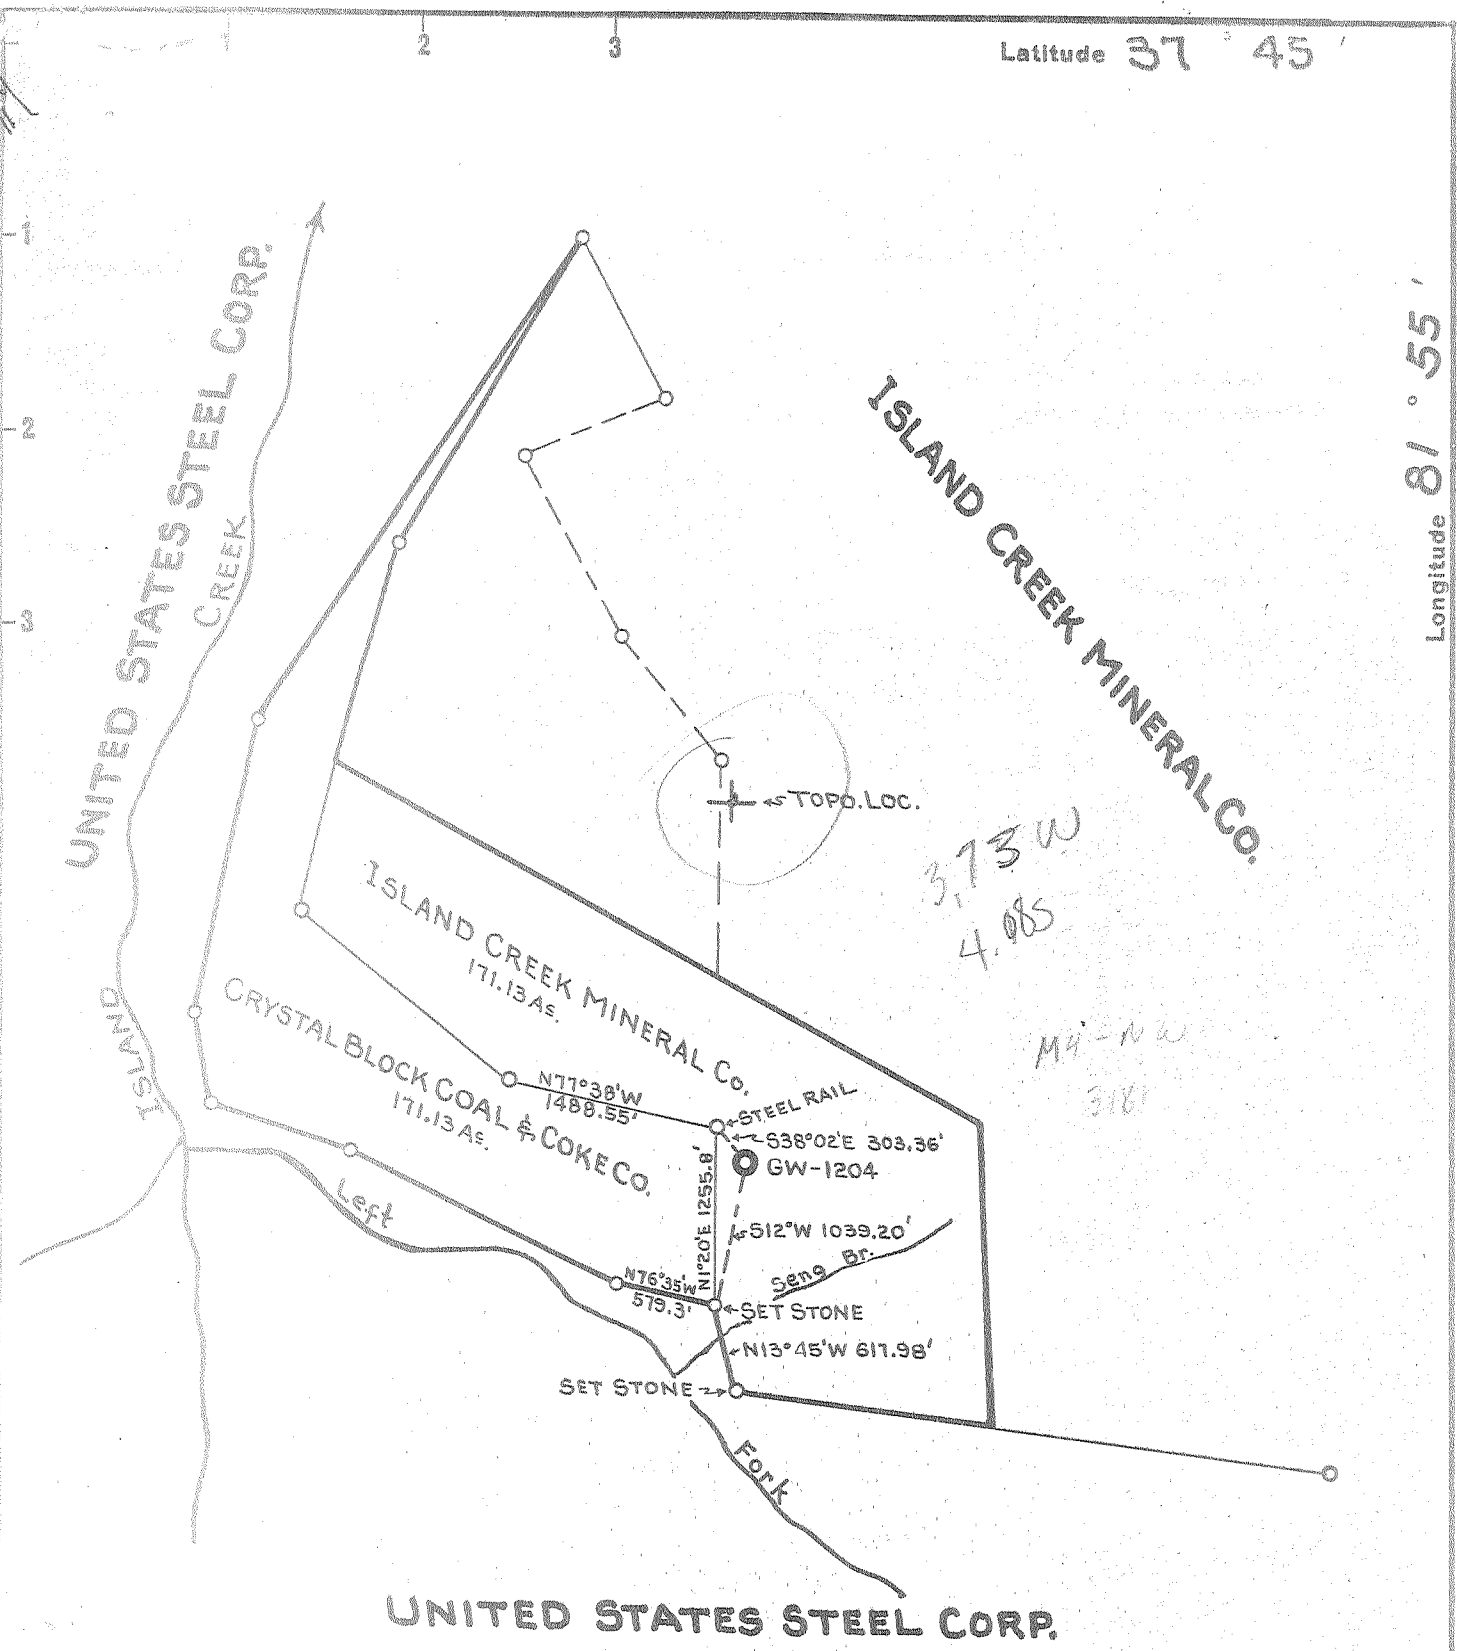 2
3
Latitude 37 45 '
1
2
3
Longitude 81 ° 55 '
UNITED STATES STEEL CORP.
CREEK
ISLAND
ISLAND CREEK MINERAL CO.
TOPO. LOC.
3.73 W
4.08S
M4-NW
ISLAND CREEK MINERAL CO.
171.13 Ac.
CRYSTAL BLOCK COAL & COKE CO.
171.13 Ac.
N77°38'W
1488.55'
STEEL RAIL
S38°02'E 303.36'
GW-1204
N1°20'E 1255.8'
S12°W 1039.20'
Seng Br.
Left
N76°35'W
579.3'
SET STONE
N13°45'W 617.98'
SET STONE
Fork
UNITED STATES STEEL CORP.